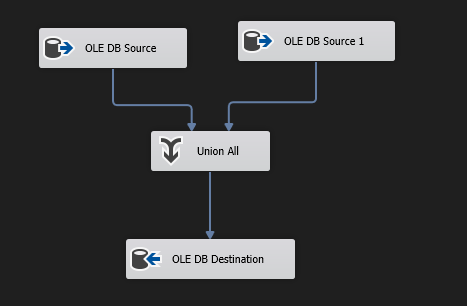 OLE DB Source
OLE DB Source 1
Union All
OLE DB Destination